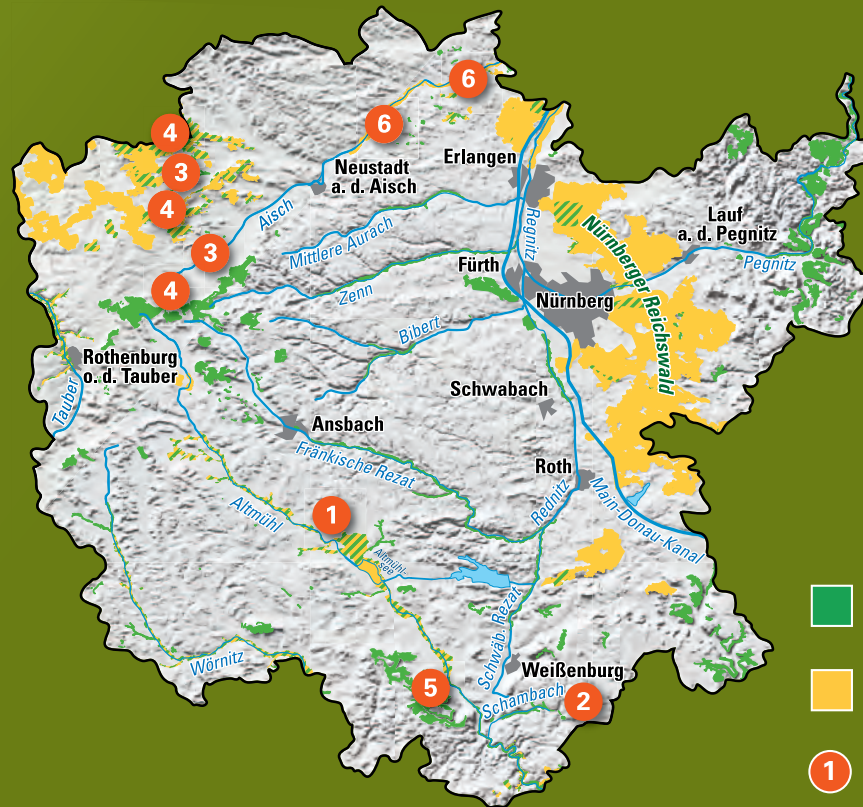 6
6
4
3
4
3
4
Erlangen
Neustadt
a. d. Aisch
Aisch
Mittlere Aurach
Regnitz
Nürnberger Reichswald
Lauf
a. d. Pegnitz
Pegnitz
Fürth
Zenn
Nürnberg
Bibert
Rothenburg
o. d. Tauber
Tauber
Schwabach
Ansbach
Fränkische Rezat
Roth
Rednitz
Main-Donau-Kanal
Altmühl
1
Altmühl-
see
Schwäb. Rezat
Wörnitz
Weißenburg
5
Schambach
2
1